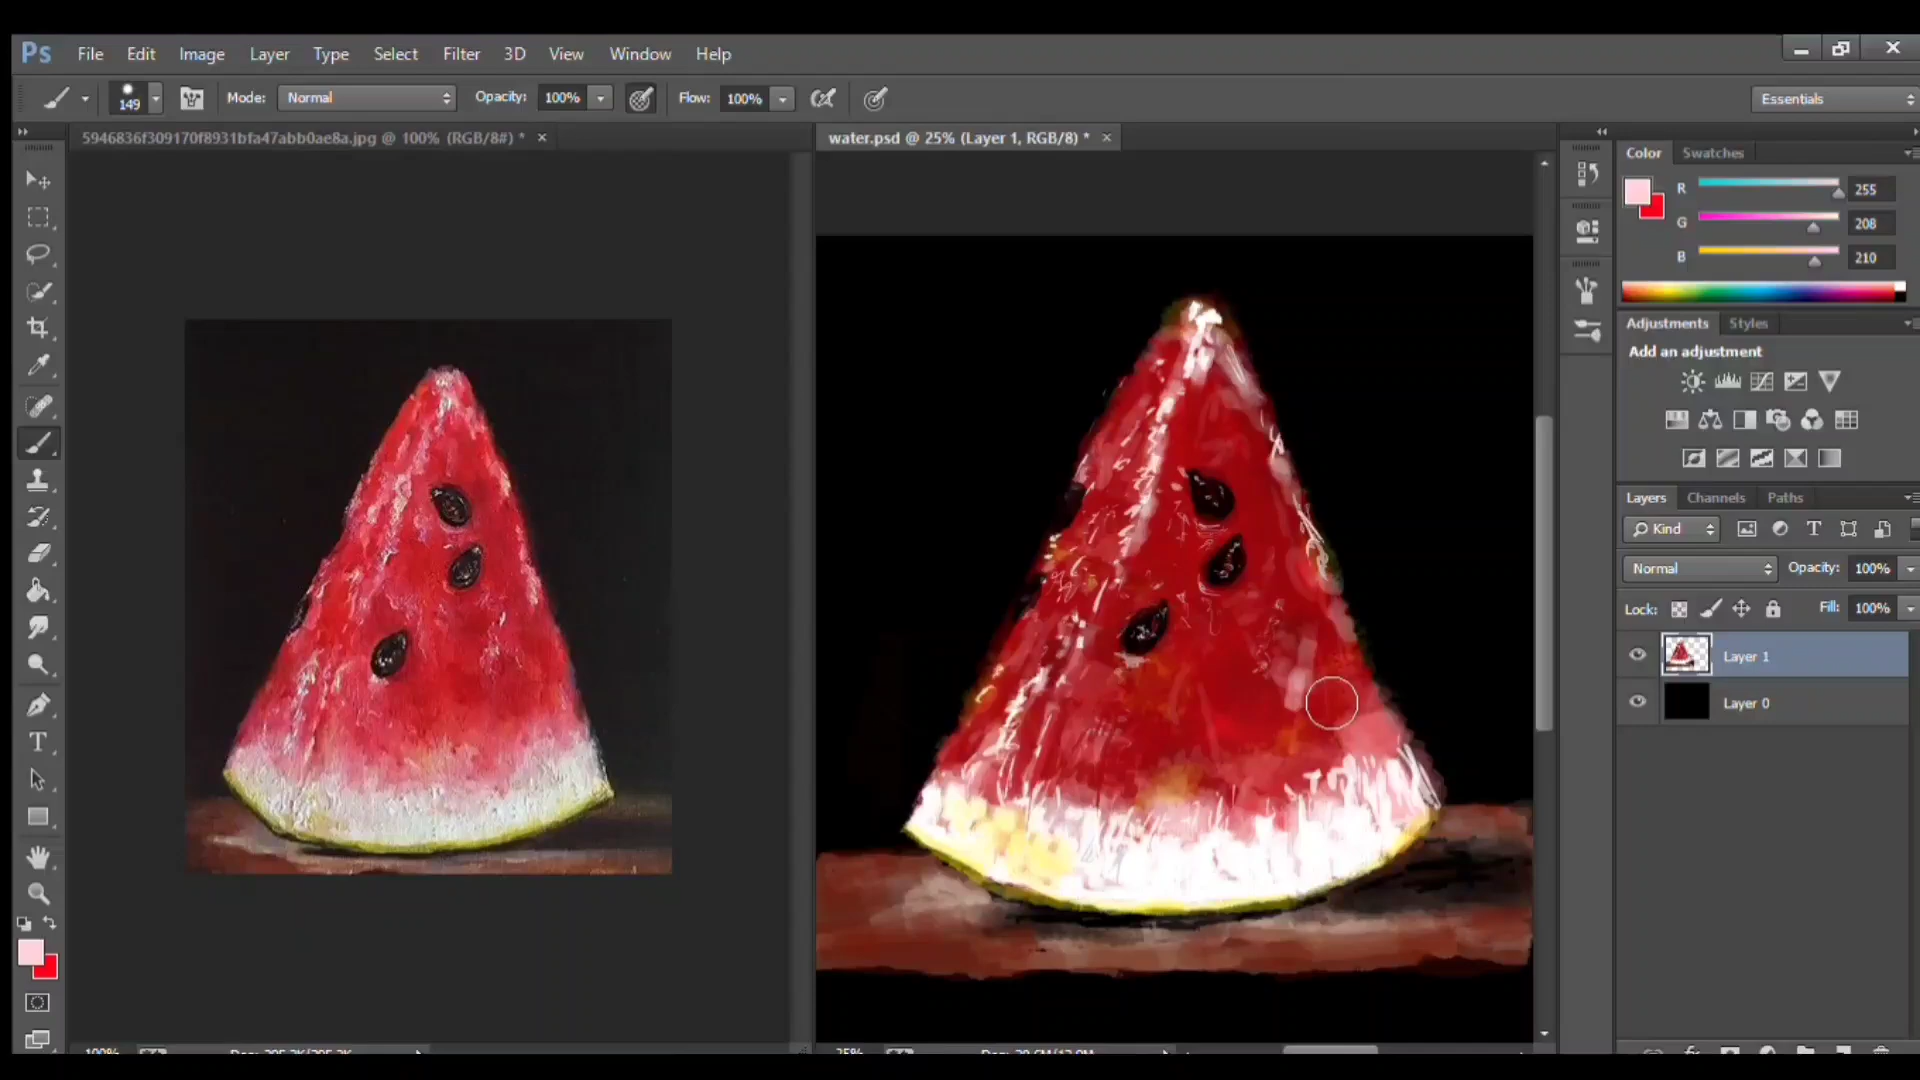 Ps File Edit Image Layer Type Select Filter 3D View Window Help
149 Mode: Normal Opacity: 100% Flow: 100% Essentials
5946836f309170f8931bfa47abb0ae8a.jpg @ 100% (RGB/8#) * water.psd @ 25% (Layer 1, RGB/8) *
Color Swatches
R 255
G 208
B 210
Adjustments Styles
Add an adjustment
Layers Channels Paths
Kind
Normal Opacity: 100%
Lock: Fill: 100%
Layer 1
Layer 0
100% 25%